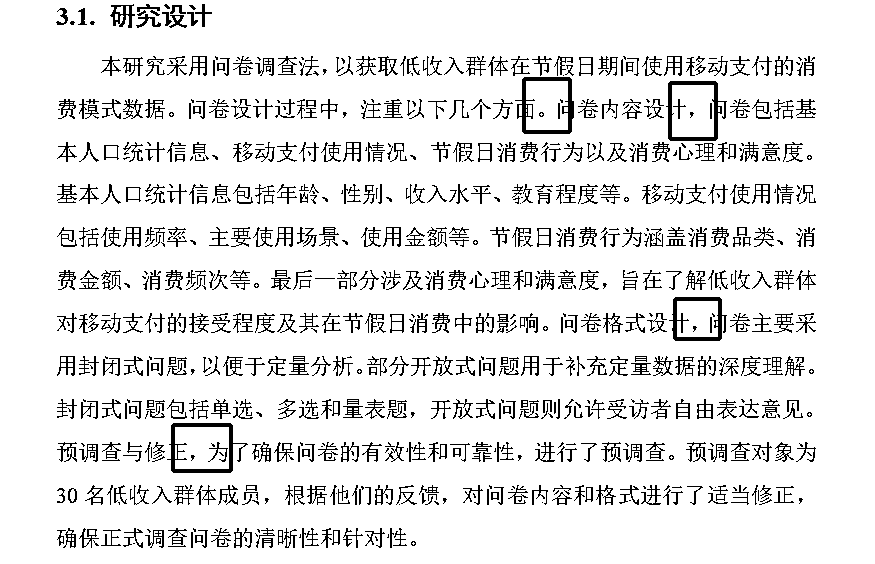 3.1. 研究设计
本研究采用问卷调查法，以获取低收入群体在节假日期间使用移动支付的消
费模式数据。问卷设计过程中，注重以下几个方面。问卷内容设计，问卷包括基
本人口统计信息、移动支付使用情况、节假日消费行为以及消费心理和满意度。
基本人口统计信息包括年龄、性别、收入水平、教育程度等。移动支付使用情况
包括使用频率、主要使用场景、使用金额等。节假日消费行为涵盖消费品类、消
费金额、消费频次等。最后一部分涉及消费心理和满意度，旨在了解低收入群体
对移动支付的接受程度及其在节假日消费中的影响。问卷格式设计，问卷主要采
用封闭式问题，以便于定量分析。部分开放式问题用于补充定量数据的深度理解。
封闭式问题包括单选、多选和量表题，开放式问题则允许受访者自由表达意见。
预调查与修正，为了确保问卷的有效性和可靠性，进行了预调查。预调查对象为
30 名低收入群体成员，根据他们的反馈，对问卷内容和格式进行了适当修正，
确保正式调查问卷的清晰性和针对性。